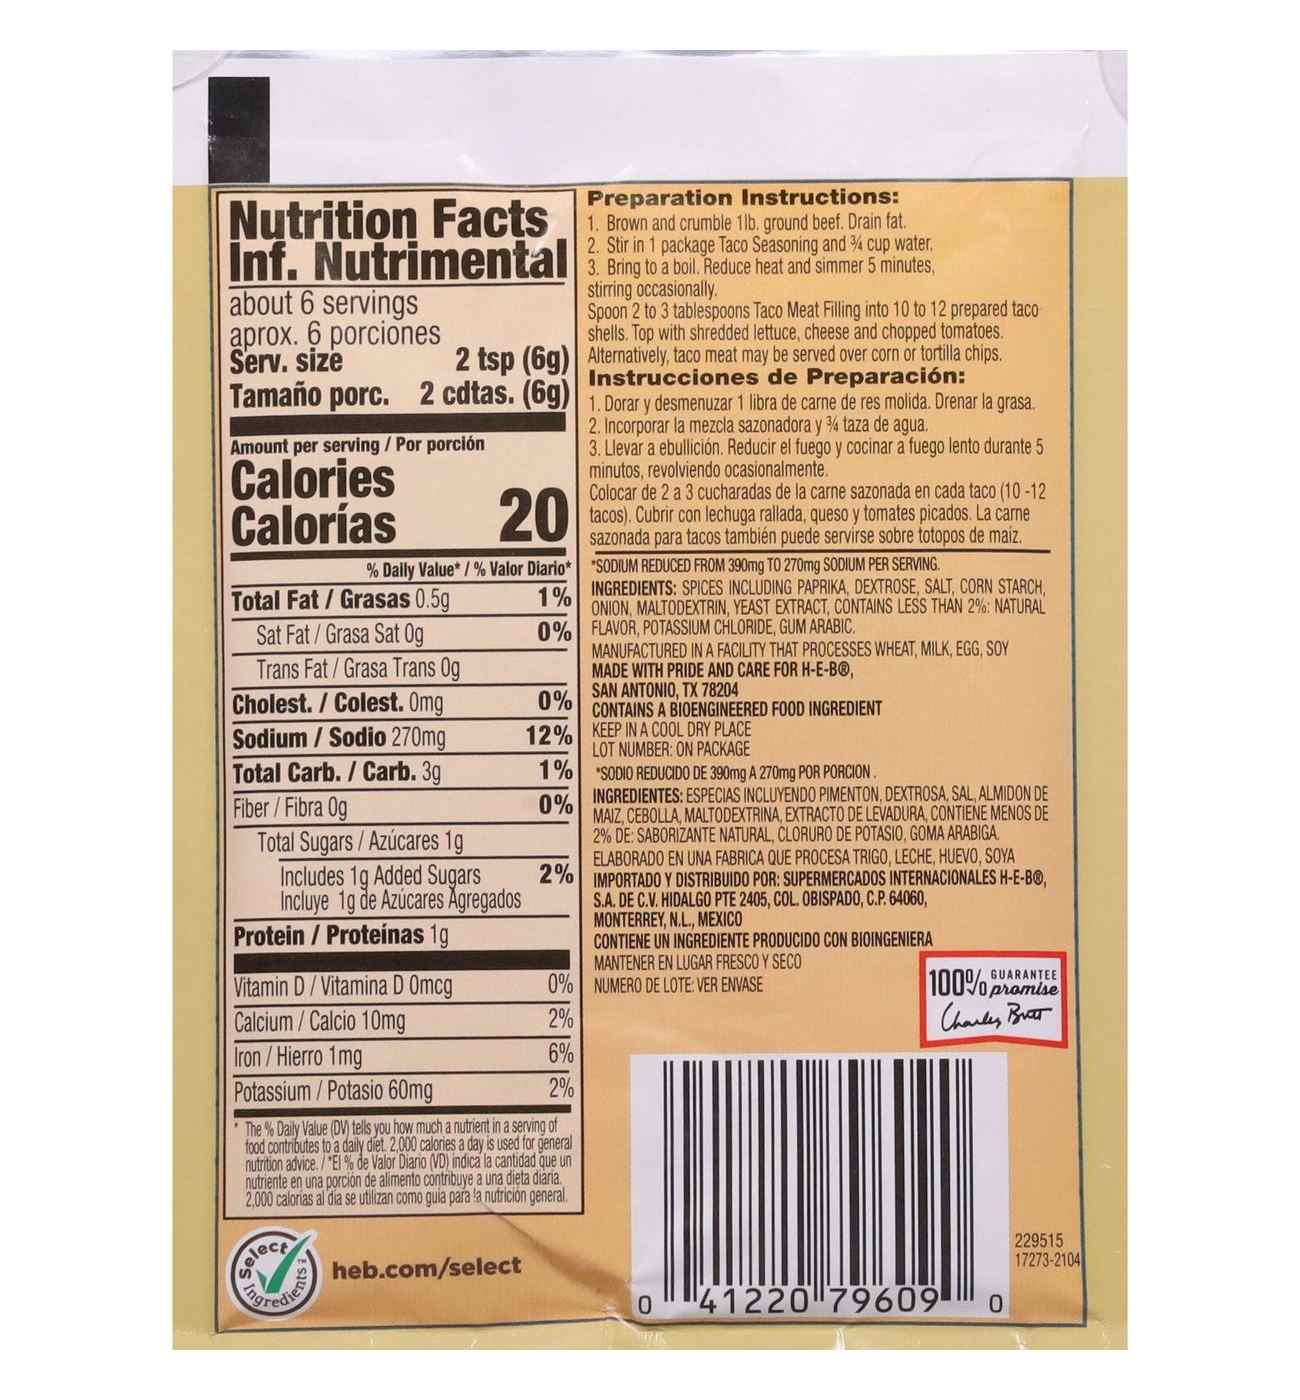 Nutrition Facts
Inf. Nutrimental
about 6 servings
aprox. 6 porciones
Serv. size 2 tsp (6g)
Tamaño porc. 2 cdtas. (6g)
Amount per serving / Por porción
Calories
Calorías 20
% Daily Value* / % Valor Diario*
Total Fat / Grasas 0.5g 1%
Sat Fat / Grasa Sat 0g 0%
Trans Fat / Grasa Trans 0g
Cholest. / Colest. 0mg 0%
Sodium / Sodio 270mg 12%
Total Carb. / Carb. 3g 1%
Fiber / Fibra 0g 0%
Total Sugars / Azúcares 1g
Includes 1g Added Sugars 2%
Incluye 1g de Azúcares Agregados
Protein / Proteínas 1g
Vitamin D / Vitamina D 0mcg 0%
Calcium / Calcio 10mg 2%
Iron / Hierro 1mg 6%
Potassium / Potasio 60mg 2%
* The % Daily Value (DV) tells you how much a nutrient in a serving of
food contributes to a daily diet. 2,000 calories a day is used for general
nutrition advice. / *El % de Valor Diario (VD) indica la cantidad que un
nutriente en una porción de alimento contribuye a una dieta diaria.
2,000 calorias al día se utilizan como guía para la nutrición general.
Select Ingredients
heb.com/select
Preparation Instructions:
1. Brown and crumble 1lb. ground beef. Drain fat.
2. Stir in 1 package Taco Seasoning and ¾ cup water.
3. Bring to a boil. Reduce heat and simmer 5 minutes,
stirring occasionally.
Spoon 2 to 3 tablespoons Taco Meat Filling into 10 to 12 prepared taco
shells. Top with shredded lettuce, cheese and chopped tomatoes.
Alternatively, taco meat may be served over corn or tortilla chips.
Instrucciones de Preparación:
1. Dorar y desmenuzar 1 libra de carne de res molida. Drenar la grasa.
2. Incorporar la mezcla sazonadora y ¾ taza de agua.
3. Llevar a ebullición. Reducir el fuego y cocinar a fuego lento durante 5
minutos, revolviendo ocasionalmente.
Colocar de 2 a 3 cucharadas de la carne sazonada en cada taco (10 -12
tacos). Cubrir con lechuga rallada, queso y tomates picados. La carne
sazonada para tacos también puede servirse sobre totopos de maíz.
*SODIUM REDUCED FROM 390mg TO 270mg SODIUM PER SERVING.
INGREDIENTS: SPICES INCLUDING PAPRIKA, DEXTROSE, SALT, CORN STARCH,
ONION, MALTODEXTRIN, YEAST EXTRACT, CONTAINS LESS THAN 2%: NATURAL
FLAVOR, POTASSIUM CHLORIDE, GUM ARABIC.
MANUFACTURED IN A FACILITY THAT PROCESSES WHEAT, MILK, EGG, SOY
MADE WITH PRIDE AND CARE FOR H-E-B®,
SAN ANTONIO, TX 78204
CONTAINS A BIOENGINEERED FOOD INGREDIENT
KEEP IN A COOL DRY PLACE
LOT NUMBER: ON PACKAGE
*SODIO REDUCIDO DE 390mg A 270mg POR PORCION .
INGREDIENTES: ESPECIAS INCLUYENDO PIMENTON, DEXTROSA, SAL, ALMIDON DE
MAIZ, CEBOLLA, MALTODEXTRINA, EXTRACTO DE LEVADURA, CONTIENE MENOS DE
2% DE: SABORIZANTE NATURAL, CLORURO DE POTASIO, GOMA ARABIGA.
ELABORADO EN UNA FABRICA QUE PROCESA TRIGO, LECHE, HUEVO, SOYA
IMPORTADO Y DISTRIBUIDO POR: SUPERMERCADOS INTERNACIONALES H-E-B®,
S.A. DE C.V. HIDALGO PTE 2405, COL. OBISPADO, C.P. 64060,
MONTERREY, N.L., MEXICO
CONTIENE UN INGREDIENTE PRODUCIDO CON BIOINGENIERA
MANTENER EN LUGAR FRESCO Y SECO
NUMERO DE LOTE: VER ENVASE
100% GUARANTEE promise
Charles Butt
229515
17273-2104
0 41220 79609 0